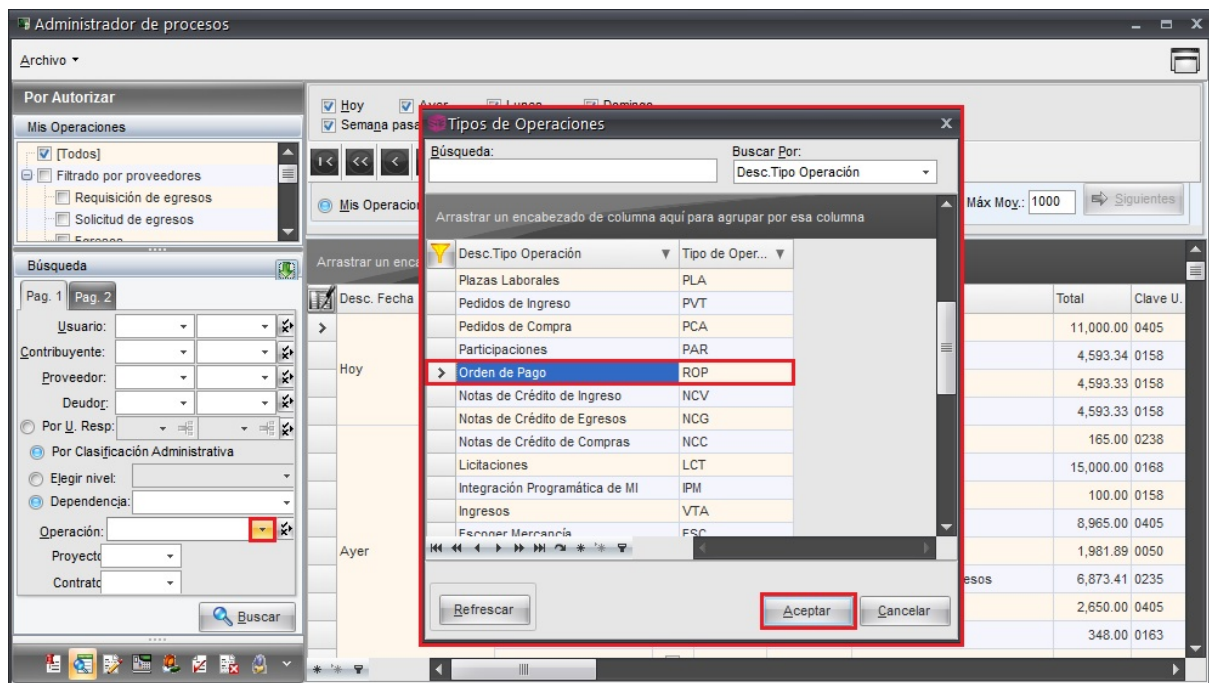 Administrador de procesos
Archivo
Por Autorizar
Mis Operaciones
[Todos]
Filtrado por proveedores
Requisición de egresos
Solicitud de egresos
Búsqueda
Pag. 1 Pag. 2
Usuario:
Contribuyente:
Proveedor:
Deudor:
Por U. Resp:
Por Clasificación Administrativa
Elegir nivel:
Dependencia:
Operación:
Proyecto
Contrato
Buscar
Hoy
Semana pasa
Mis Operacion
Máx Moy.: 1000 Siguientes
Arrastrar un enca
Desc. Fecha Total Clave U.
Hoy
Ayer
11,000.00 0405
4,593.34 0158
4,593.33 0158
4,593.33 0158
165.00 0238
15,000.00 0168
100.00 0158
8,965.00 0405
1,981.89 0050
esos 6,873.41 0235
2,650.00 0405
348.00 0163
Tipos de Operaciones
Búsqueda: Buscar Por:
Desc.Tipo Operación
Arrastrar un encabezado de columna aquí para agrupar por esa columna
Desc.Tipo Operación Tipo de Oper...
Plazas Laborales PLA
Pedidos de Ingreso PVT
Pedidos de Compra PCA
Participaciones PAR
Orden de Pago ROP
Notas de Crédito de Ingreso NCV
Notas de Crédito de Egresos NCG
Notas de Crédito de Compras NCC
Licitaciones LCT
Integración Programática de MI IPM
Ingresos VTA
Escoger Mercancía ESC
Refrescar Aceptar Cancelar